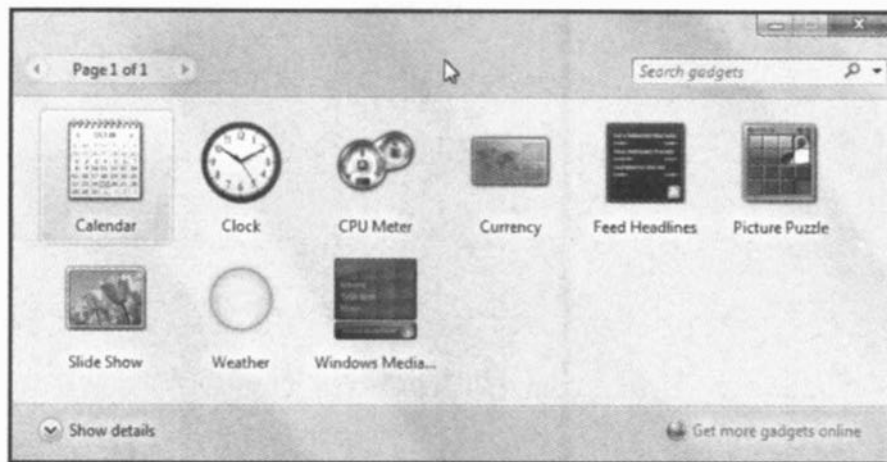 Page 1 of 1
Search gadgets
Calendar
Clock
CPU Meter
Currency
Feed Headlines
Picture Puzzle
Slide Show
Weather
Windows Media...
Show details
Get more gadgets online